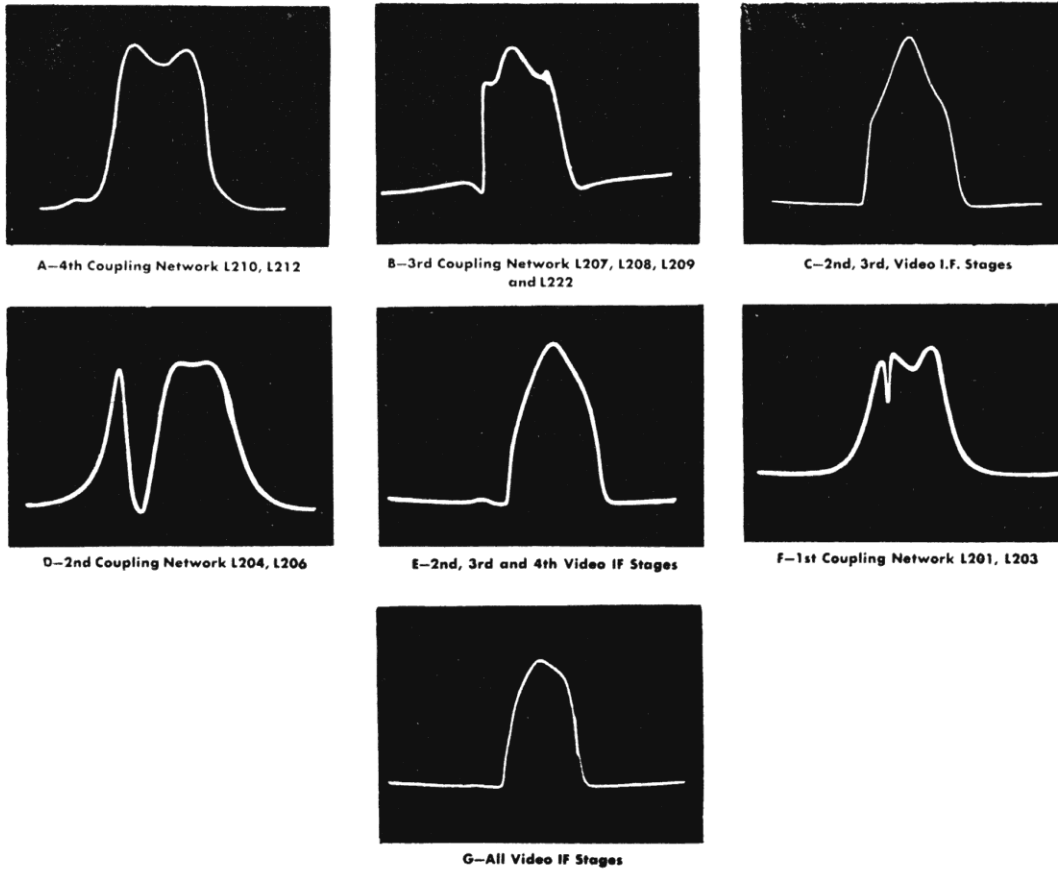 A—4th Coupling Network L210, L212
B—3rd Coupling Network L207, L208, L209
and L222
C—2nd, 3rd, Video I.F. Stages
D—2nd Coupling Network L204, L206
E—2nd, 3rd and 4th Video IF Stages
F—1st Coupling Network L201, L203
G—All Video IF Stages